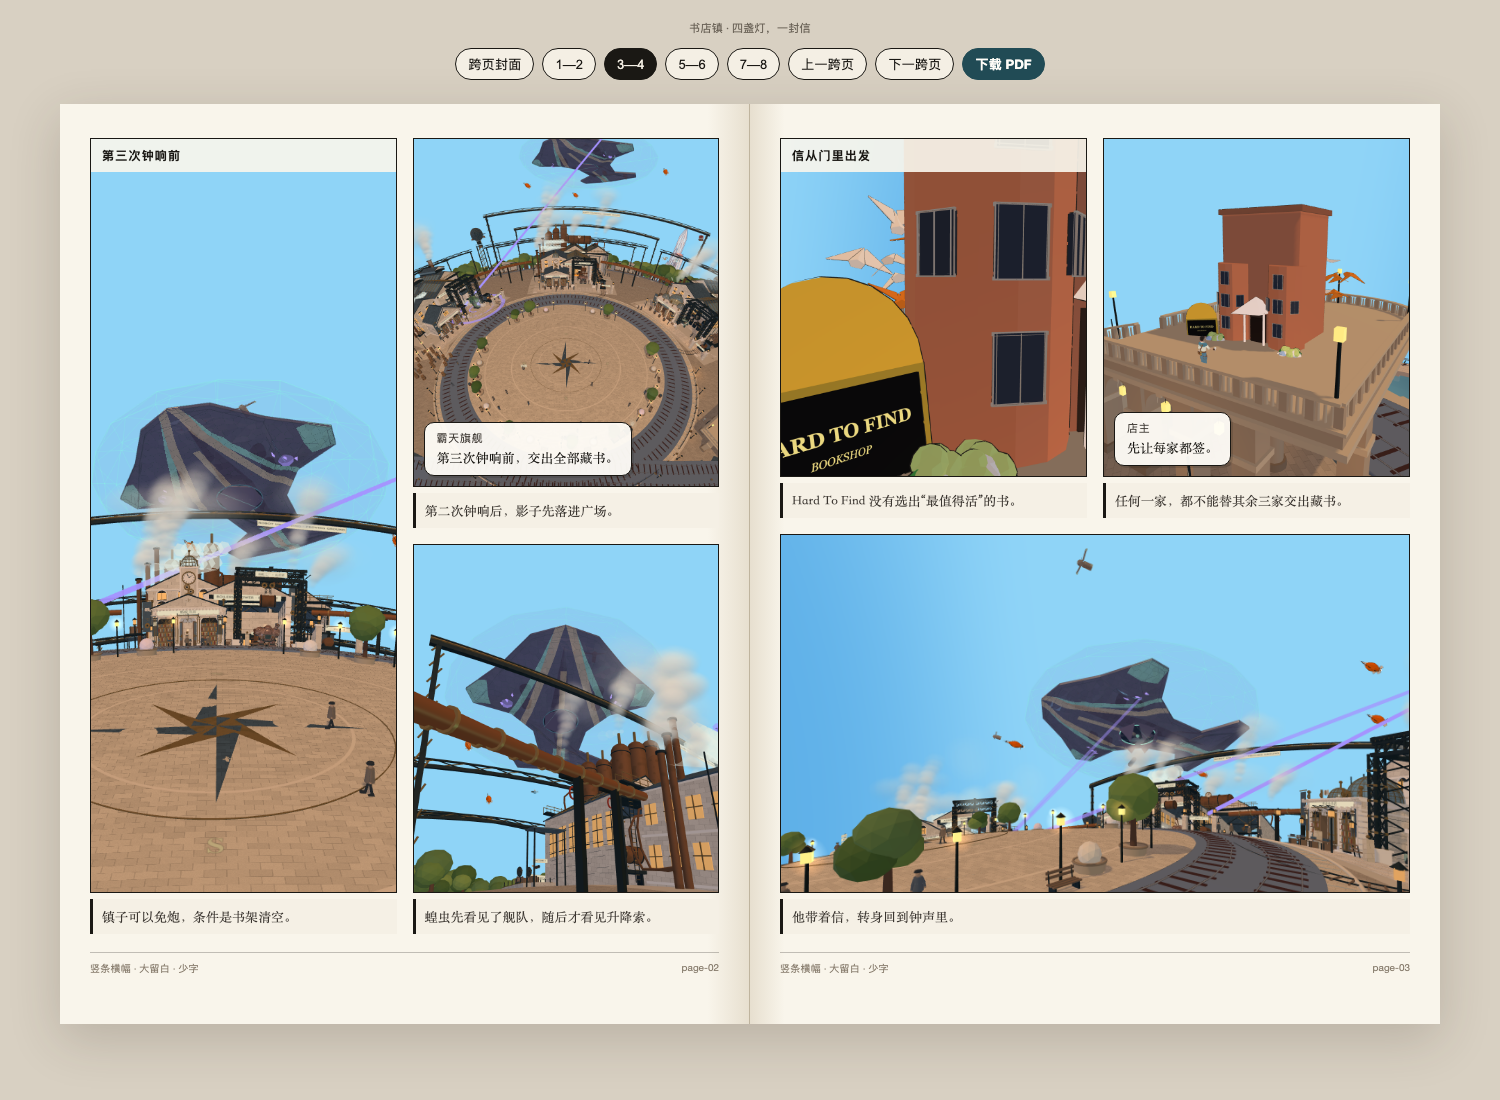 书店镇 · 四盏灯，一封信
跨页封面
1—2
3—4
5—6
7—8
上一跨页
下一跨页
下载 PDF
第三次钟响前
霸天旗舰
第三次钟响前，交出全部藏书。
第二次钟响后，影子先落进广场。
镇子可以免炮，条件是书架清空。
蝗虫先看见了舰队，随后才看见升降索。
竖条横幅 · 大留白 · 少字
page-02
信从门里出发
ARD TO FIND
BOOKSHOP
Hard To Find 没有选出“最值得活”的书。
店主
先让每家都签。
任何一家，都不能替其余三家交出藏书。
他带着信，转身回到钟声里。
竖条横幅 · 大留白 · 少字
page-03